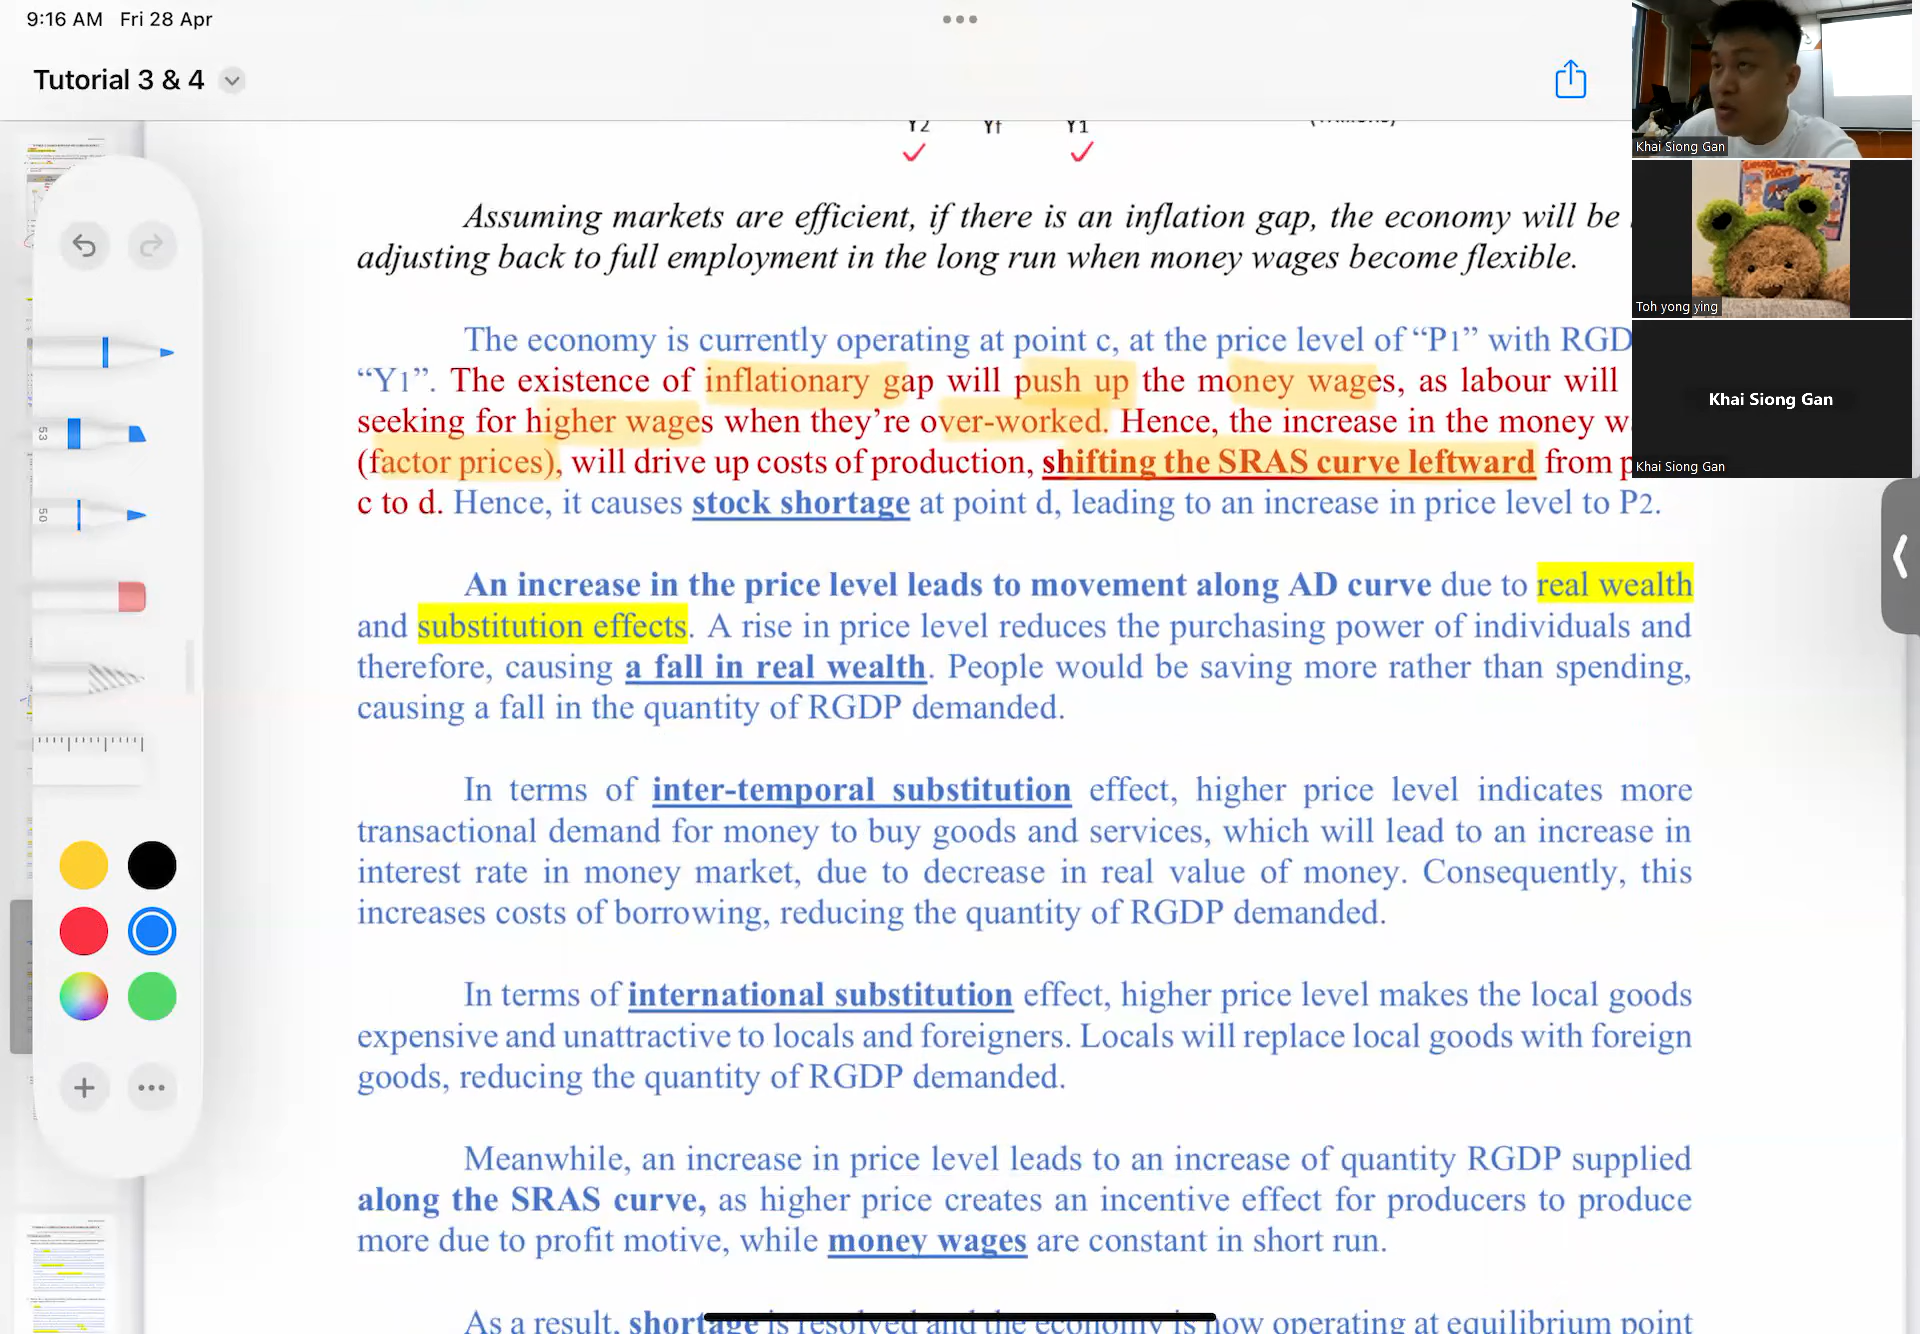 9:16 AM Fri 28 Apr
Tutorial 3 & 4
Y2 Yf Y1
Assuming markets are efficient, if there is an inflation gap, the economy will be
adjusting back to full employment in the long run when money wages become flexible.
The economy is currently operating at point c, at the price level of “P1” with RGD
“Y1”. The existence of inflationary gap will push up the money wages, as labour will
seeking for higher wages when they’re over-worked. Hence, the increase in the money w
(factor prices), will drive up costs of production, shifting the SRAS curve leftward from p
c to d. Hence, it causes stock shortage at point d, leading to an increase in price level to P2.
An increase in the price level leads to movement along AD curve due to real wealth
and substitution effects. A rise in price level reduces the purchasing power of individuals and
therefore, causing a fall in real wealth. People would be saving more rather than spending,
causing a fall in the quantity of RGDP demanded.
In terms of inter-temporal substitution effect, higher price level indicates more
transactional demand for money to buy goods and services, which will lead to an increase in
interest rate in money market, due to decrease in real value of money. Consequently, this
increases costs of borrowing, reducing the quantity of RGDP demanded.
In terms of international substitution effect, higher price level makes the local goods
expensive and unattractive to locals and foreigners. Locals will replace local goods with foreign
goods, reducing the quantity of RGDP demanded.
Meanwhile, an increase in price level leads to an increase of quantity RGDP supplied
along the SRAS curve, as higher price creates an incentive effect for producers to produce
more due to profit motive, while money wages are constant in short run.
As a result, shortage is resolved and the economy is now operating at equilibrium point
53
50
Khai Siong Gan
Toh yong ying
Khai Siong Gan
Khai Siong Gan